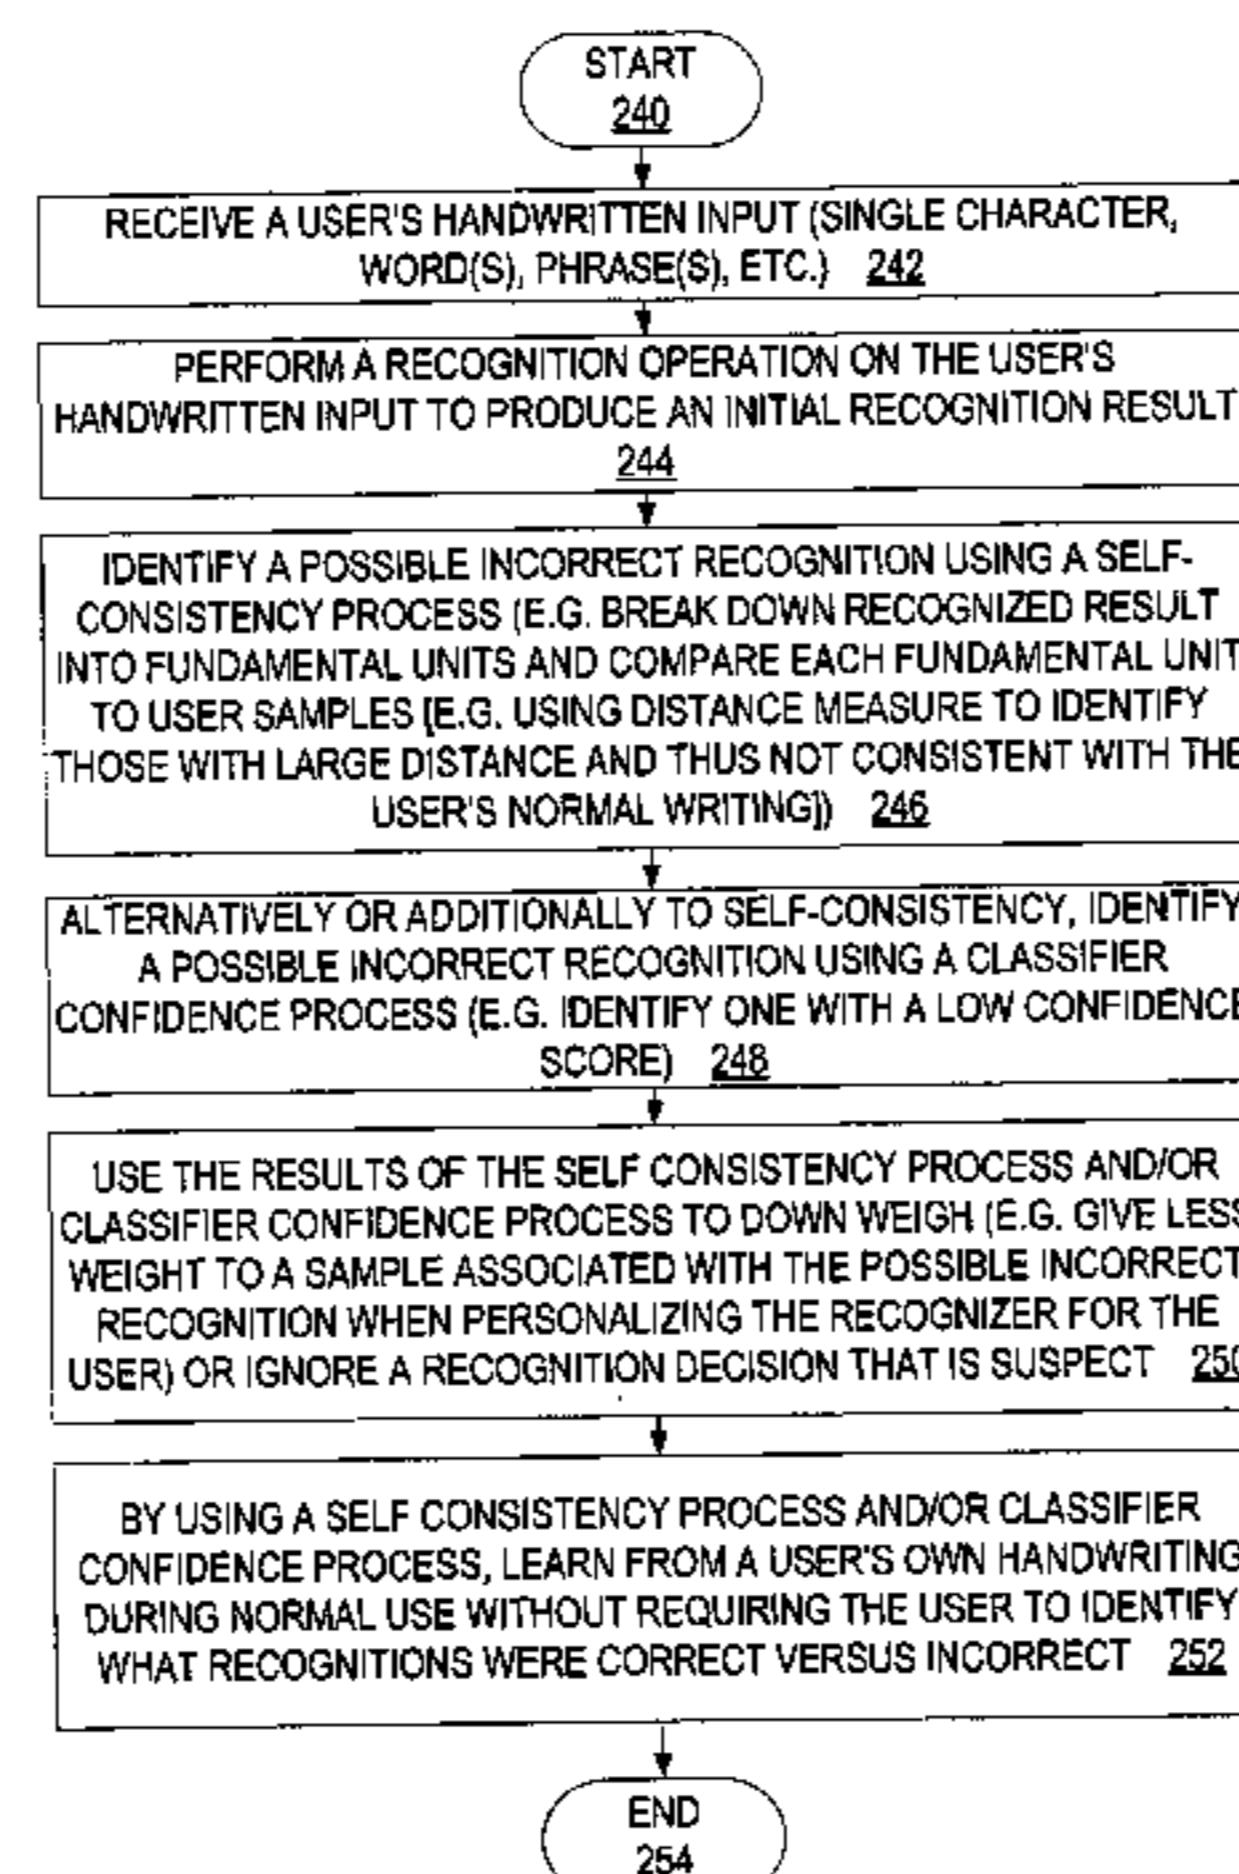 START
240
RECEIVE A USER'S HANDWRITTEN INPUT (SINGLE CHARACTER,
WORD(S), PHRASE(S), ETC.) 242
PERFORM A RECOGNITION OPERATION ON THE USER'S
HANDWRITTEN INPUT TO PRODUCE AN INITIAL RECOGNITION RESULT
244
IDENTIFY A POSSIBLE INCORRECT RECOGNITION USING A SELF-
CONSISTENCY PROCESS (E.G. BREAK DOWN RECOGNIZED RESULT
INTO FUNDAMENTAL UNITS AND COMPARE EACH FUNDAMENTAL UNIT
TO USER SAMPLES [E.G. USING DISTANCE MEASURE TO IDENTIFY
THOSE WITH LARGE DISTANCE AND THUS NOT CONSISTENT WITH THE
USER'S NORMAL WRITING]) 246
ALTERNATIVELY OR ADDITIONALLY TO SELF-CONSISTENCY, IDENTIFY
A POSSIBLE INCORRECT RECOGNITION USING A CLASSIFIER
CONFIDENCE PROCESS (E.G. IDENTIFY ONE WITH A LOW CONFIDENCE
SCORE) 248
USE THE RESULTS OF THE SELF CONSISTENCY PROCESS AND/OR
CLASSIFIER CONFIDENCE PROCESS TO DOWN WEIGH (E.G. GIVE LESS
WEIGHT TO A SAMPLE ASSOCIATED WITH THE POSSIBLE INCORRECT
RECOGNITION WHEN PERSONALIZING THE RECOGNIZER FOR THE
USER) OR IGNORE A RECOGNITION DECISION THAT IS SUSPECT 250
BY USING A SELF CONSISTENCY PROCESS AND/OR CLASSIFIER
CONFIDENCE PROCESS, LEARN FROM A USER'S OWN HANDWRITING
DURING NORMAL USE WITHOUT REQUIRING THE USER TO IDENTIFY
WHAT RECOGNITIONS WERE CORRECT VERSUS INCORRECT 252
END
254